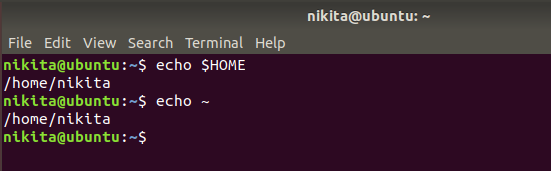 nikita@ubuntu: ~
File Edit View Search Terminal Help
nikita@ubuntu:~$ echo $HOME
/home/nikita
nikita@ubuntu:~$ echo ~
/home/nikita
nikita@ubuntu:~$